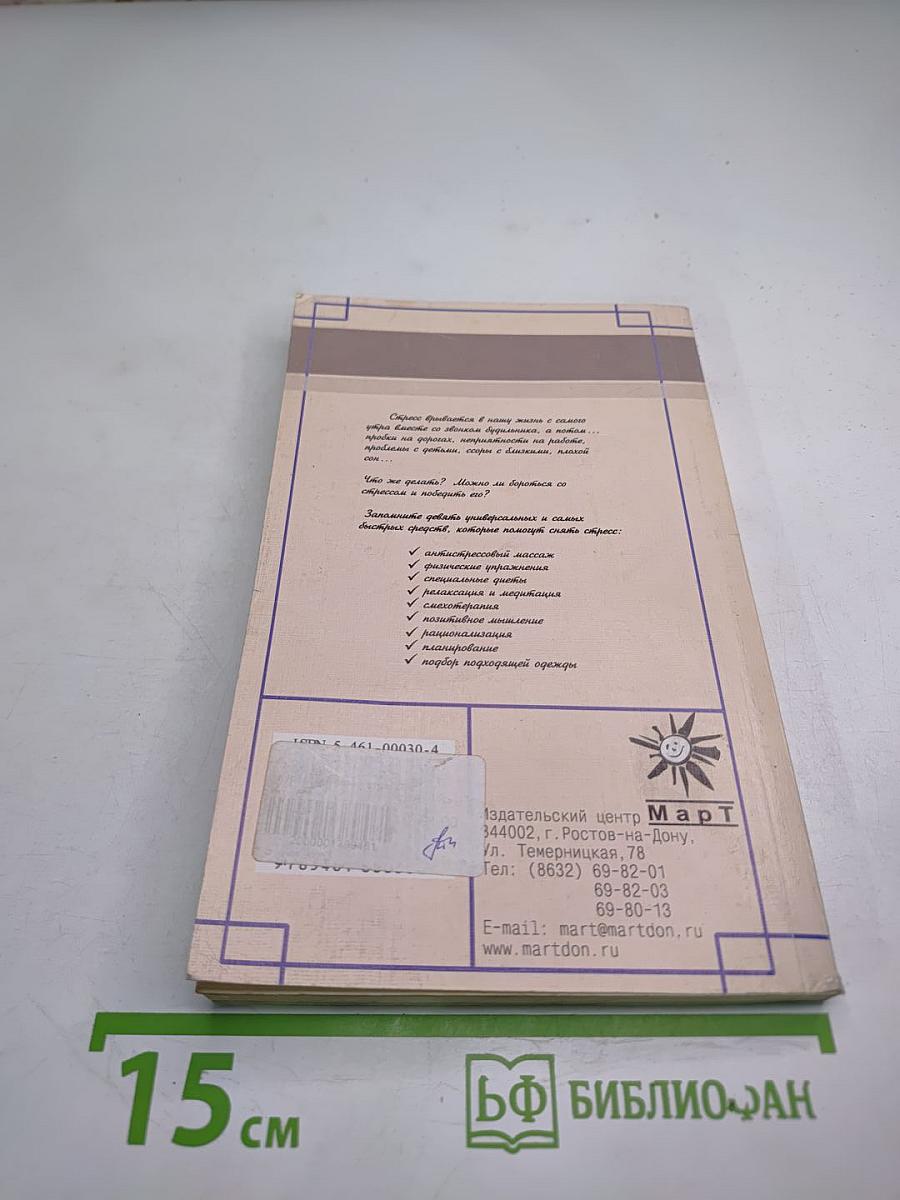 Стресс врывается в нашу жизнь с самого
утра вместе со звонком будильника, а потом...
пробки на дорогах, неприятности на работе,
проблемы с детьми, ссоры с близкими, плохой
сон...
Что же делать? Можно ли бороться со
стрессом и победить его?
Запомните девять универсальных и самых
быстрых средств, которые помогут снять стресс:
✓ антистрессовый массаж
✓ физические упражнения
✓ специальные диеты
✓ релаксация и медитация
✓ смехотерапия
✓ позитивное мышление
✓ рационализация
✓ планирование
✓ подбор подходящей одежды
ISBN 5-461-00030-4
Издательский центр МарТ
344002, г. Ростов-на-Дону,
Ул. Темерницкая, 78
Тел: (8632) 69-82-01
69-82-03
69-80-13
E-mail: mart@martdon.ru
www.martdon.ru
15 см
БФ БИБЛИОФАН